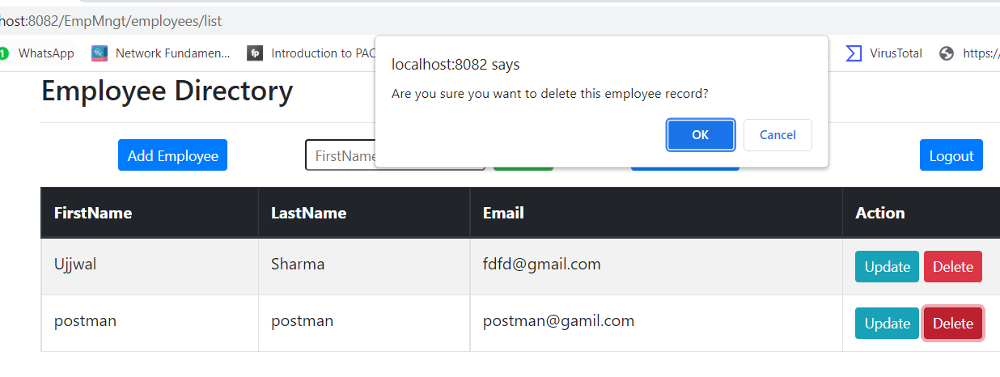 host:8082/EmpMngt/employees/list
WhatsApp Network Fundamen... Introduction to PAC VirusTotal https:/
localhost:8082 says
Are you sure you want to delete this employee record?
OK Cancel
Employee Directory
Add Employee FirstName Logout
FirstName LastName Email Action
Ujjwal Sharma fdfd@gmail.com Update Delete
postman postman postman@gamil.com Update Delete